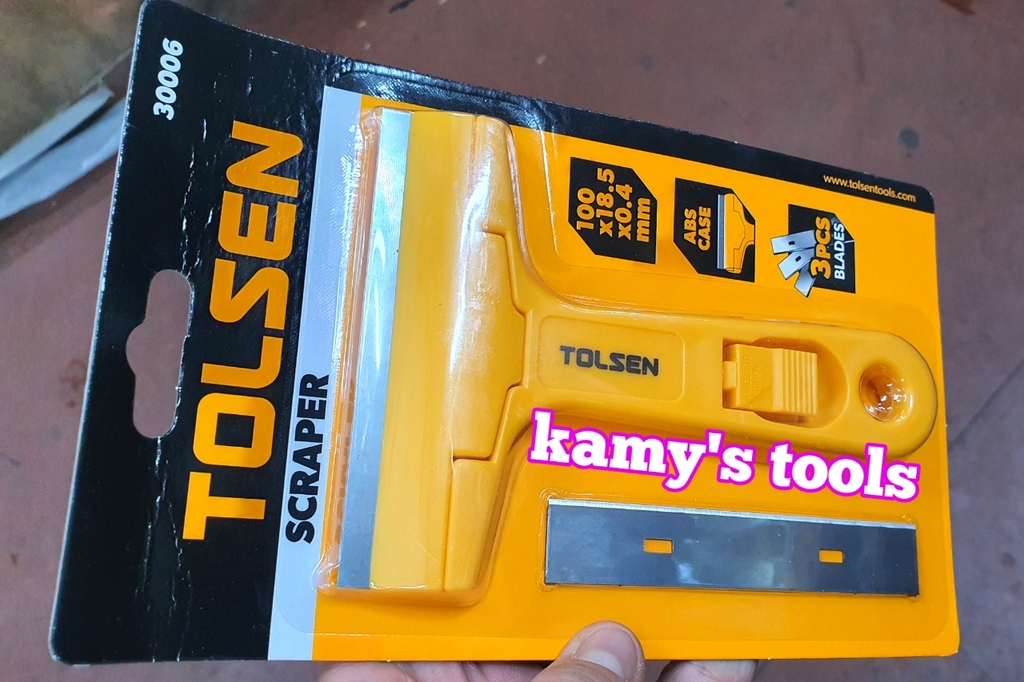 30006
TOLSEN
SCRAPER
100
x18.5
x0.4
mm
ABS
CASE
3PCS
BLADES
www.tolsentools.com
TOLSEN
kamy's tools